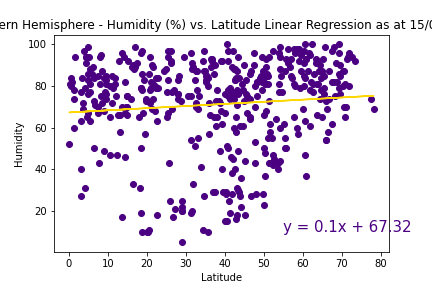 ern Hemisphere - Humidity (%) vs. Latitude Linear Regression as at 15/0
100
80
60
40
20
Humidity
y = 0.1x + 67.32
0 10 20 30 40 50 60 70 80
Latitude